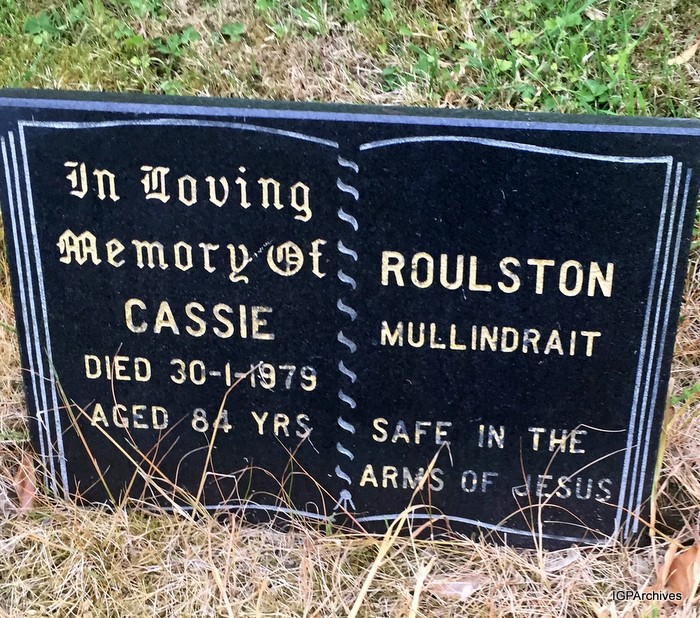 In Loving
Memory Of
CASSIE
DIED 30-1-1979
AGED 84 YRS
ROULSTON
MULLINDRAIT
SAFE IN THE
ARMS OF JESUS
IGPArchives